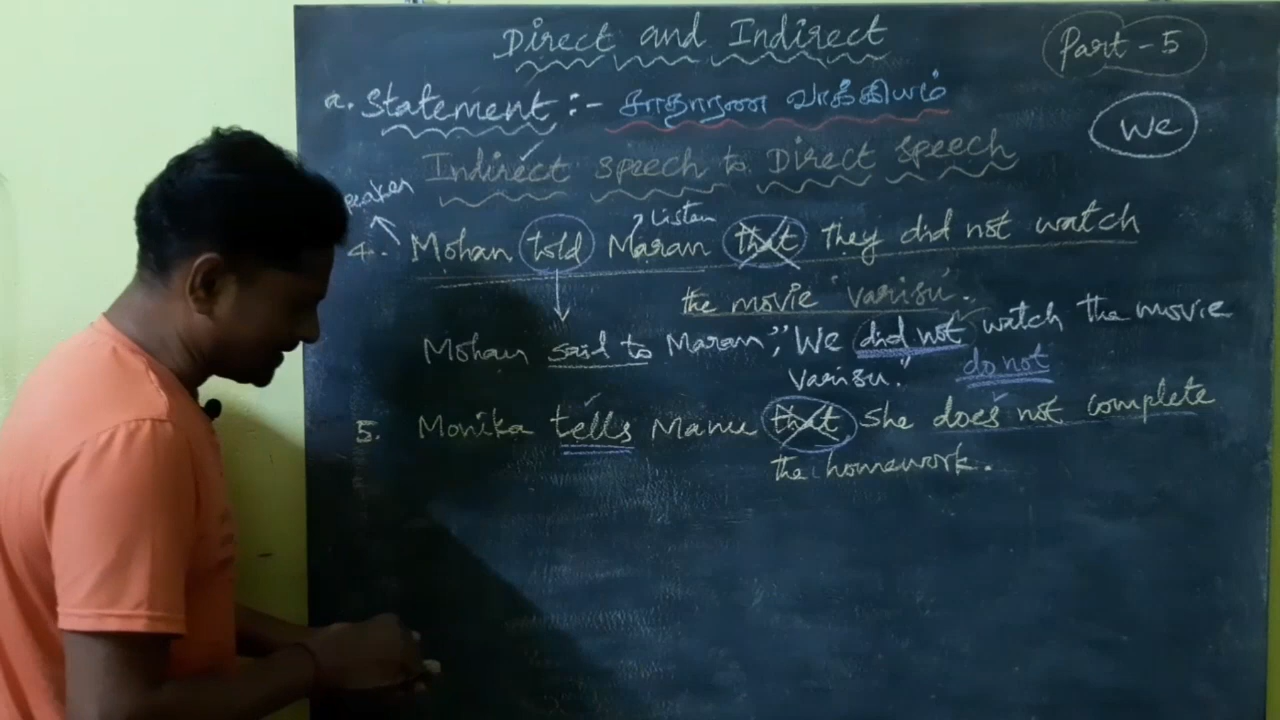 Direct and Indirect
Part - 5
a. Statement :- சாதாரண வாக்கியம்
We
Indirect speech to Direct speech
Listen
4. Mohan told Maran that they did not watch
the movie "varisu".
Mohan said to Maran, "We did not watch the movie
Varisu." do not
5. Monika tells Manu that she does not complete
the homework.